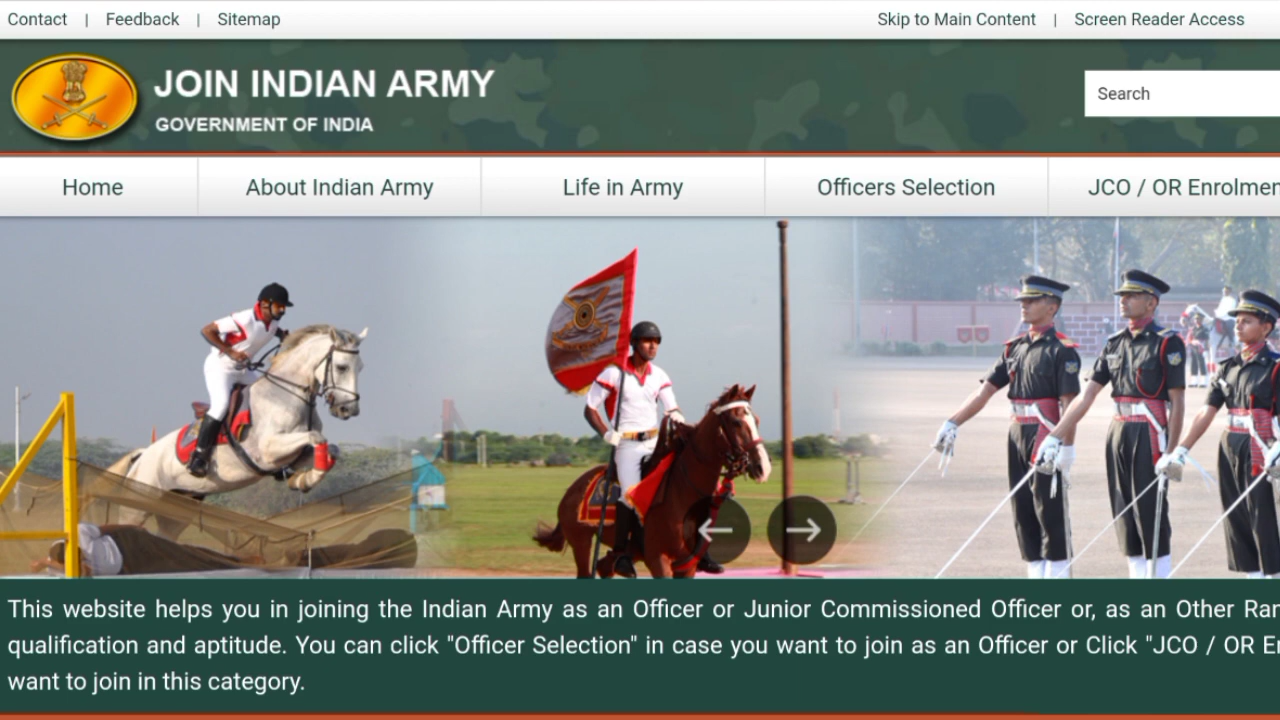 Contact | Feedback | Sitemap
Skip to Main Content | Screen Reader Access
JOIN INDIAN ARMY
GOVERNMENT OF INDIA
Search
Home
About Indian Army
Life in Army
Officers Selection
JCO / OR Enrolmen
This website helps you in joining the Indian Army as an Officer or Junior Commissioned Officer or, as an Other Ran
qualification and aptitude. You can click "Officer Selection" in case you want to join as an Officer or Click "JCO / OR En
want to join in this category.